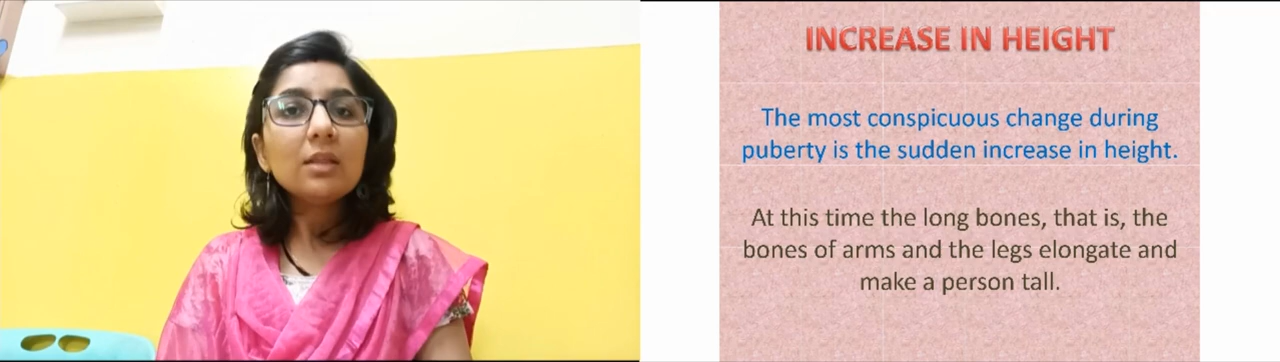 INCREASE IN HEIGHT
The most conspicuous change during
puberty is the sudden increase in height.
At this time the long bones, that is, the
bones of arms and the legs elongate and
make a person tall.